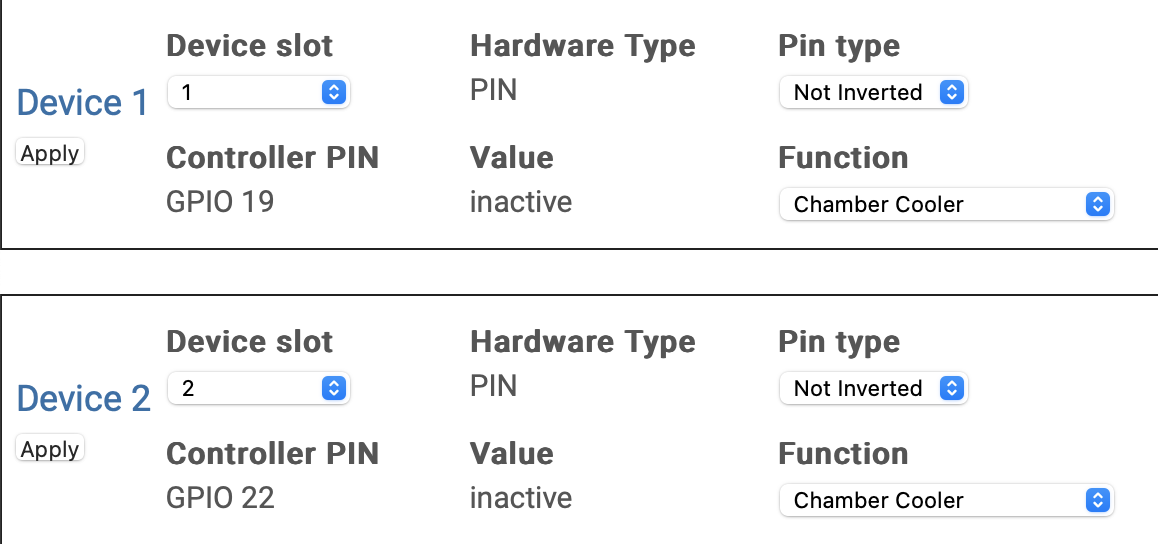 Device slot Hardware Type Pin type
Device 1 1 PIN Not Inverted
Apply Controller PIN Value Function
GPIO 19 inactive Chamber Cooler
Device slot Hardware Type Pin type
Device 2 2 PIN Not Inverted
Apply Controller PIN Value Function
GPIO 22 inactive Chamber Cooler